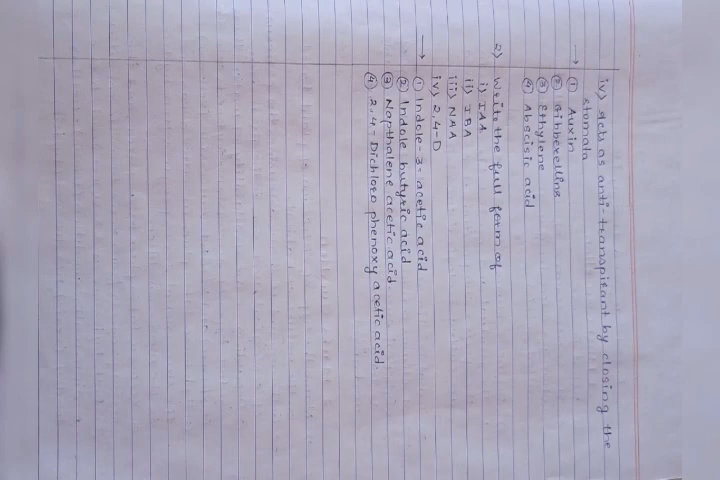 iv) Acts as anti-transpirant by closing the
stomata
→ ① Auxin
② Gibberelling
③ Ethylene
④ Abscisic acid
2) Write the full form of
i) IAA
ii) IBA
iii) NAA
iv) 2,4-D
→ ① Indole-3-acetic acid
② Indole butyric acid
③ Napthalene acetic acid
④ 2,4-Dichloro phenoxy acetic acid.